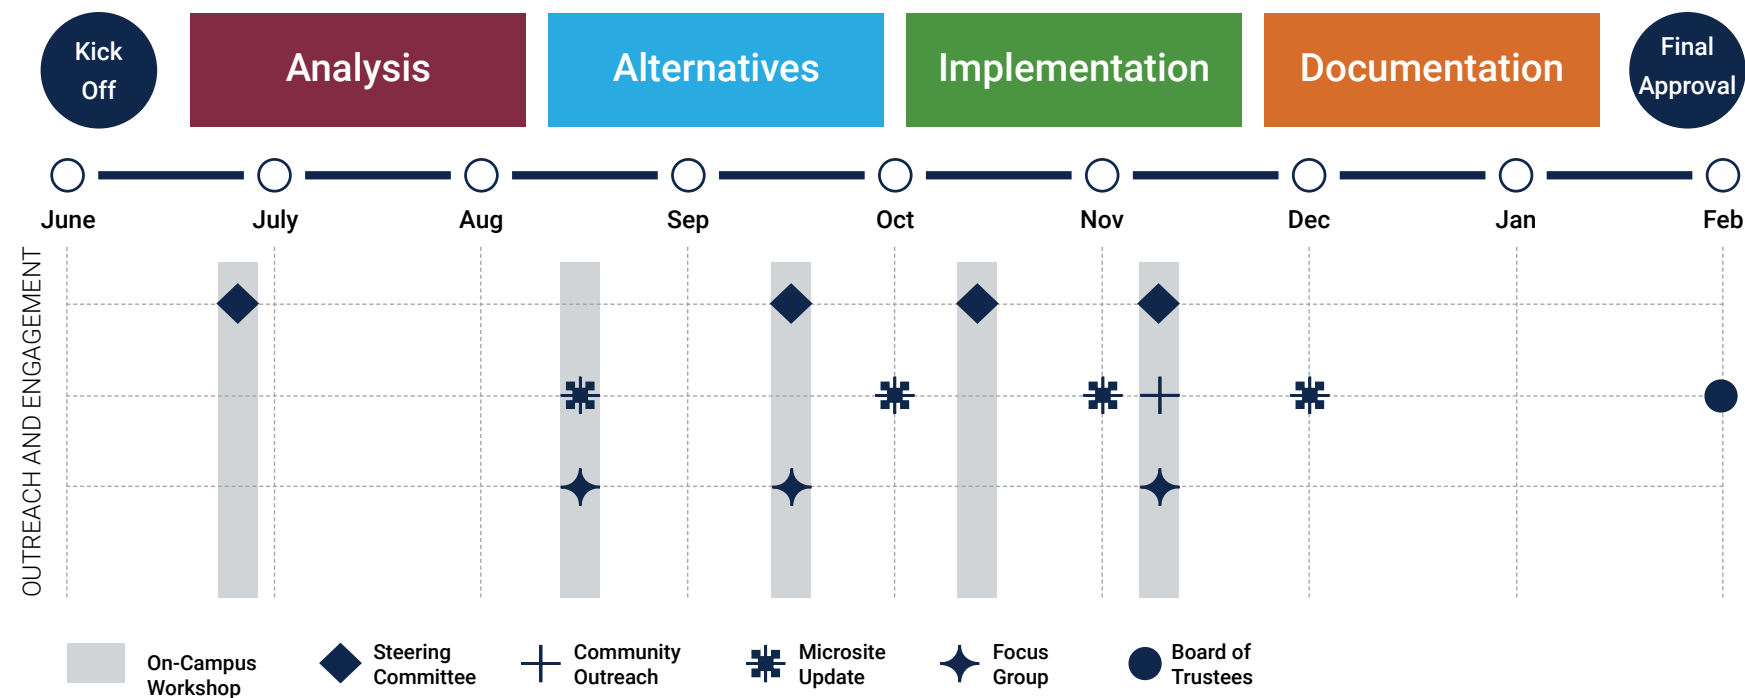 Kick
Off
Analysis
Alternatives
Implementation
Documentation
Final
Approval
June
July
Aug
Sep
Oct
Nov
Dec
Jan
Feb
OUTREACH AND ENGAGEMENT
On-Campus
Workshop
Steering
Committee
Community
Outreach
Microsite
Update
Focus
Group
Board of
Trustees